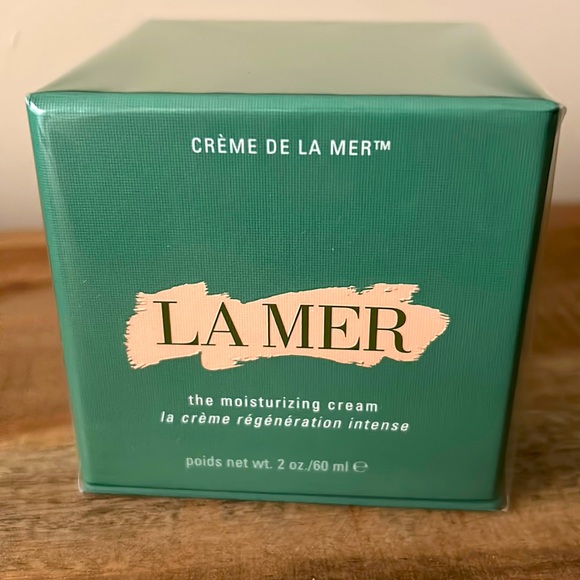 CRÈME DE LA MER™
LA MER
the moisturizing cream
la crème régénération intense
poids net wt. 2 oz./60 ml ℮